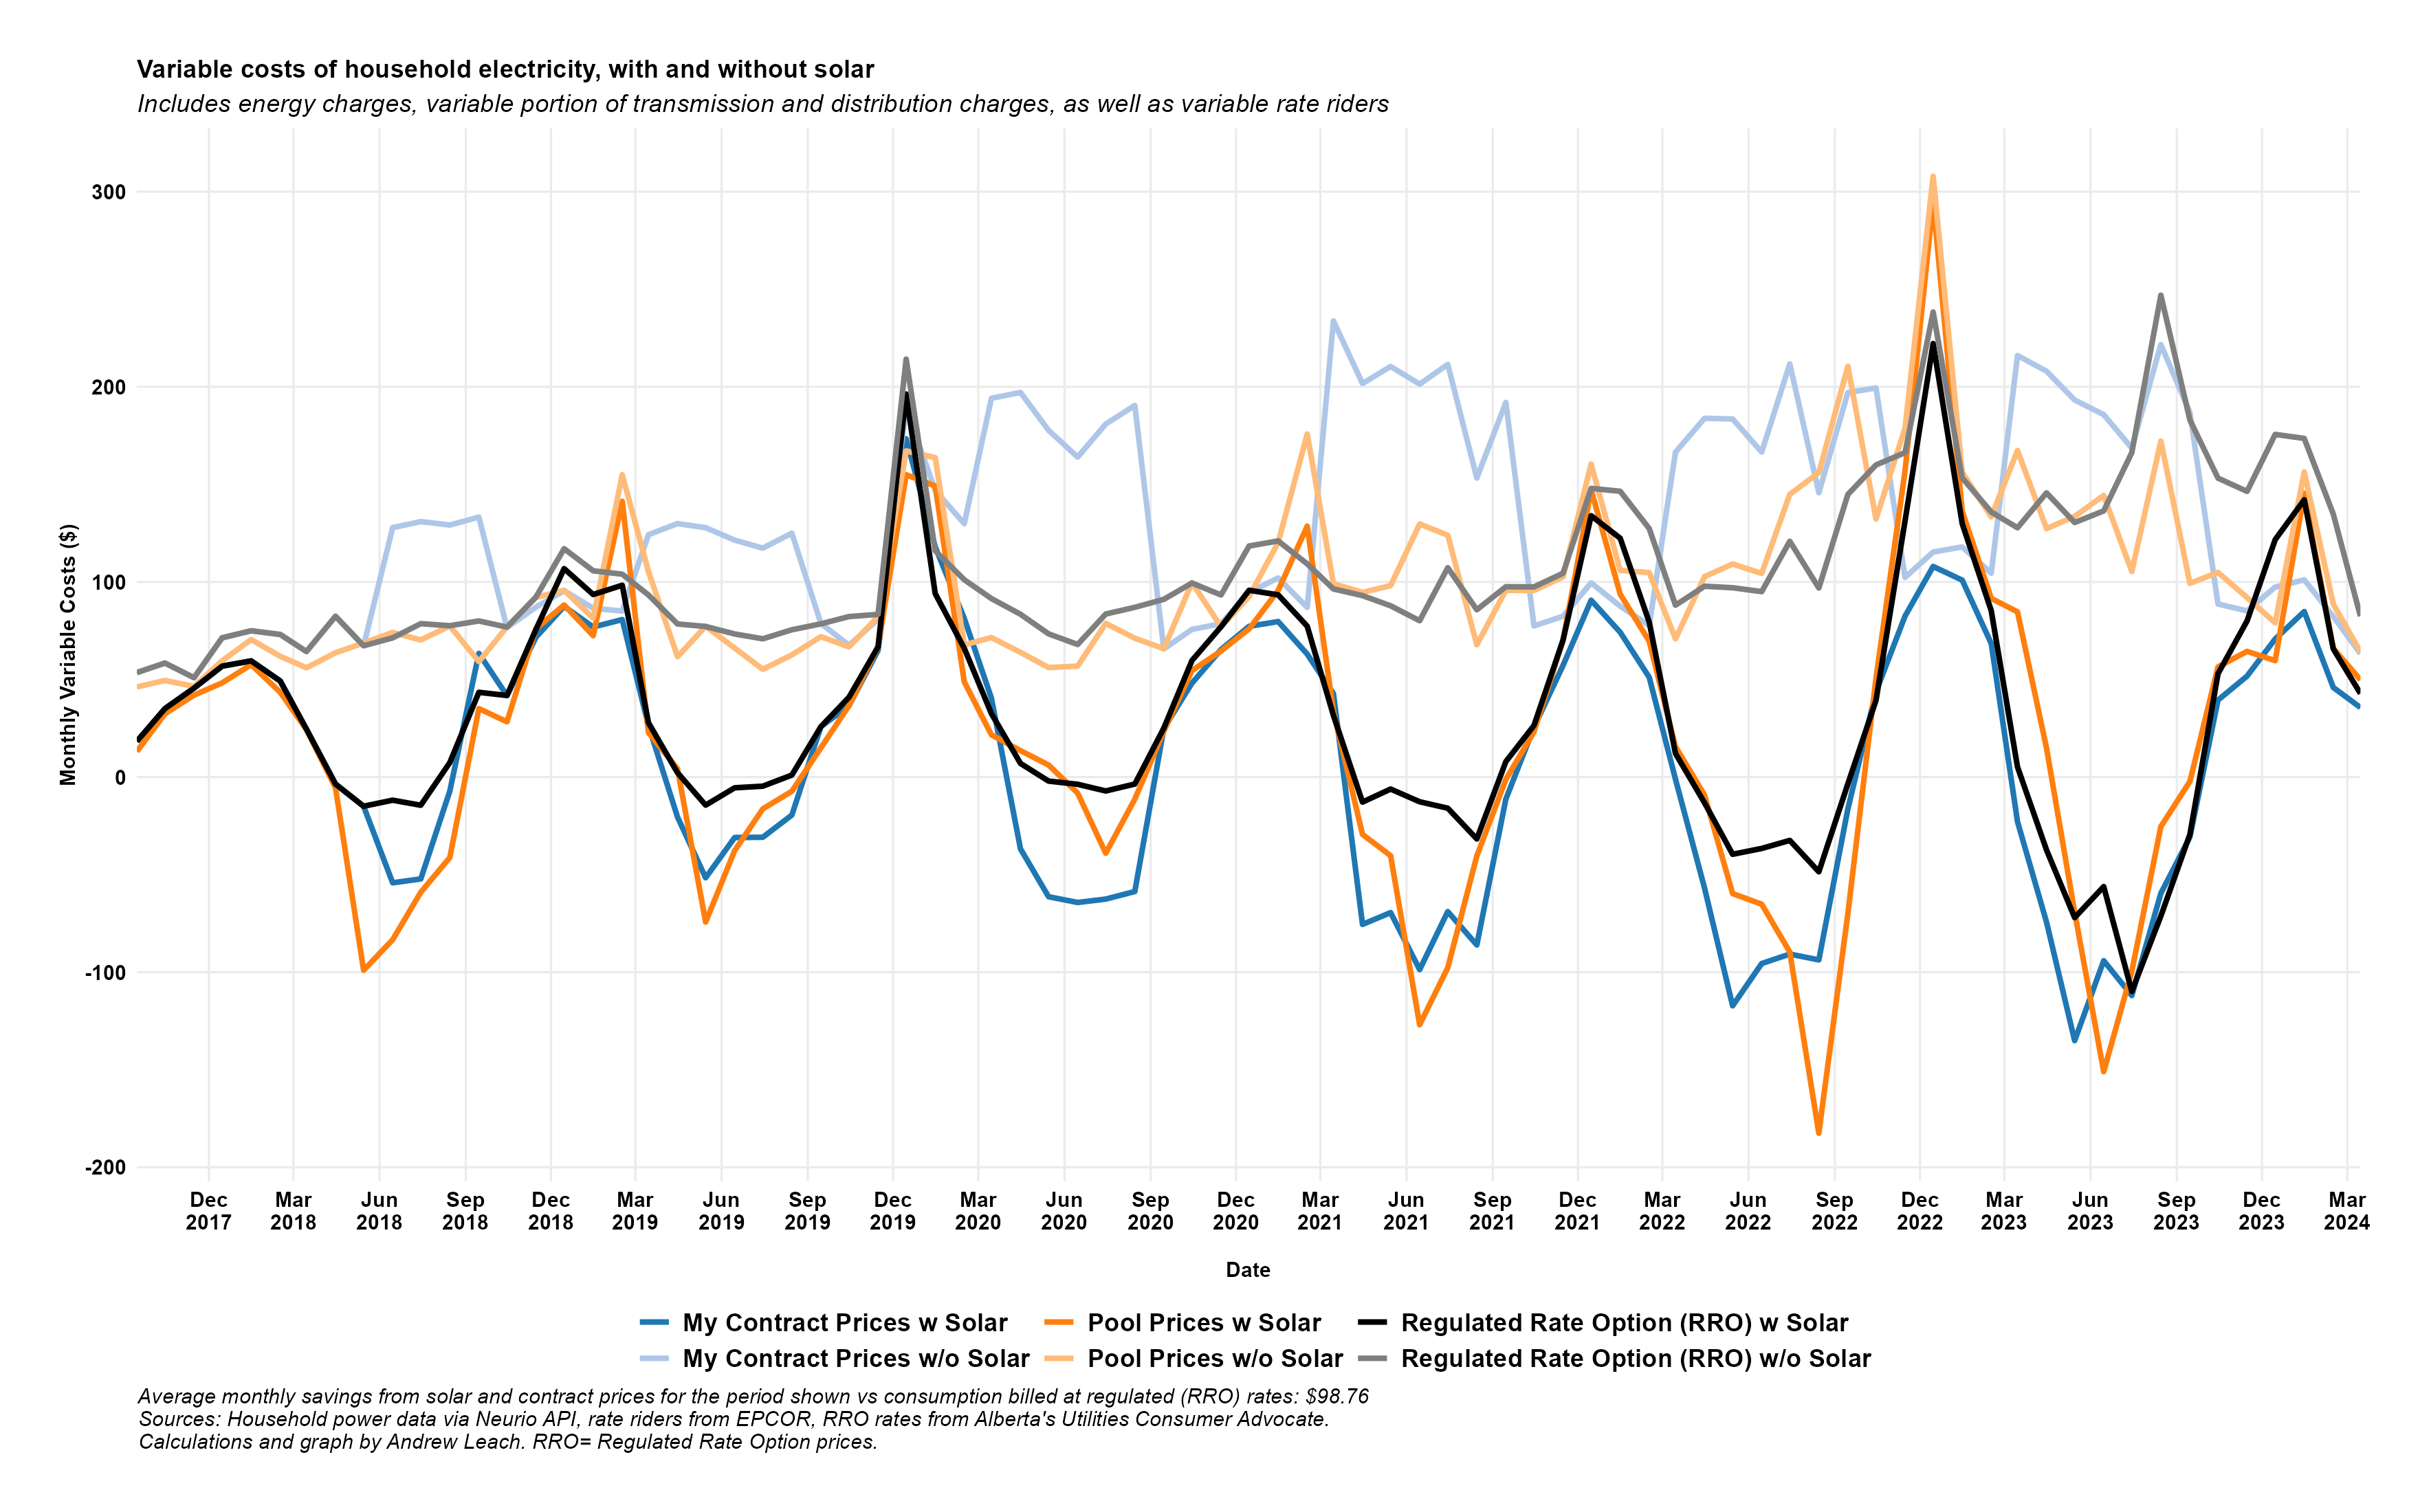 Variable costs of household electricity, with and without solar
Includes energy charges, variable portion of transmission and distribution charges, as well as variable rate riders
Monthly Variable Costs ($)
300
200
100
0
-100
-200
Dec Mar Jun Sep Dec Mar Jun Sep Dec Mar Jun Sep Dec Mar Jun Sep Dec Mar Jun Sep Dec Mar Jun Sep Dec Mar
2017 2018 2018 2018 2018 2019 2019 2019 2019 2020 2020 2020 2020 2021 2021 2021 2021 2022 2022 2022 2022 2023 2023 2023 2023 2024
Date
My Contract Prices w Solar Pool Prices w Solar Regulated Rate Option (RRO) w Solar
My Contract Prices w/o Solar Pool Prices w/o Solar Regulated Rate Option (RRO) w/o Solar
Average monthly savings from solar and contract prices for the period shown vs consumption billed at regulated (RRO) rates: $98.76
Sources: Household power data via Neurio API, rate riders from EPCOR, RRO rates from Alberta's Utilities Consumer Advocate.
Calculations and graph by Andrew Leach. RRO= Regulated Rate Option prices.